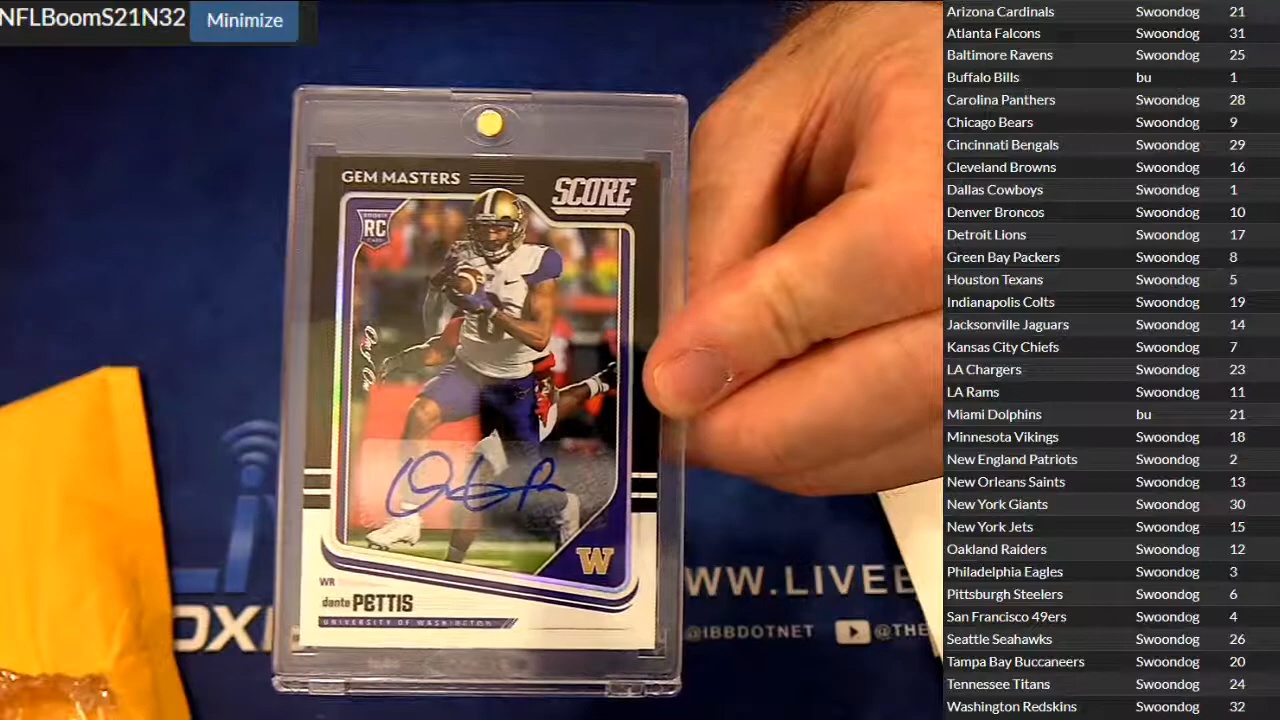 NFLBoomS21N32
Minimize
GEM MASTERS
SCORE
RC
One of One
W
WR
dante PETTIS
UNIVERSITY OF WASHINGTON
WW.LIVEB
@IBBDOTNET
@THE
Arizona Cardinals Swoondog 21
Atlanta Falcons Swoondog 31
Baltimore Ravens Swoondog 25
Buffalo Bills bu 1
Carolina Panthers Swoondog 28
Chicago Bears Swoondog 9
Cincinnati Bengals Swoondog 29
Cleveland Browns Swoondog 16
Dallas Cowboys Swoondog 1
Denver Broncos Swoondog 10
Detroit Lions Swoondog 17
Green Bay Packers Swoondog 8
Houston Texans Swoondog 5
Indianapolis Colts Swoondog 19
Jacksonville Jaguars Swoondog 14
Kansas City Chiefs Swoondog 7
LA Chargers Swoondog 23
LA Rams Swoondog 11
Miami Dolphins bu 21
Minnesota Vikings Swoondog 18
New England Patriots Swoondog 2
New Orleans Saints Swoondog 13
New York Giants Swoondog 30
New York Jets Swoondog 15
Oakland Raiders Swoondog 12
Philadelphia Eagles Swoondog 3
Pittsburgh Steelers Swoondog 6
San Francisco 49ers Swoondog 4
Seattle Seahawks Swoondog 26
Tampa Bay Buccaneers Swoondog 20
Tennessee Titans Swoondog 24
Washington Redskins Swoondog 32